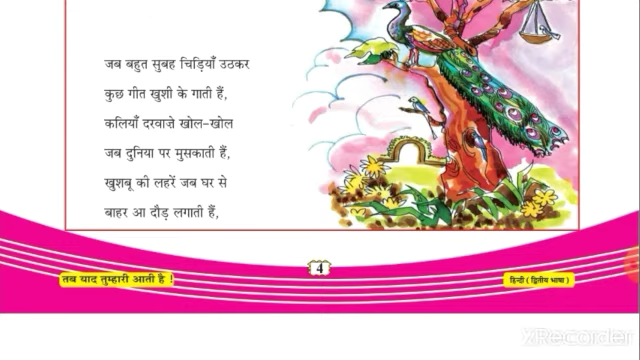 जब बहुत सुबह चिड़ियाँ उठकर
कुछ गीत खुशी के गाती हैं,
कलियाँ दरवाज़े खोल-खोल
जब दुनिया पर मुसकाती हैं,
खुशबू की लहरें जब घर से
बाहर आ दौड़ लगाती हैं,
4
तब याद तुम्हारी आती है !
हिन्दी ( द्वितीय भाषा )
XRecorder